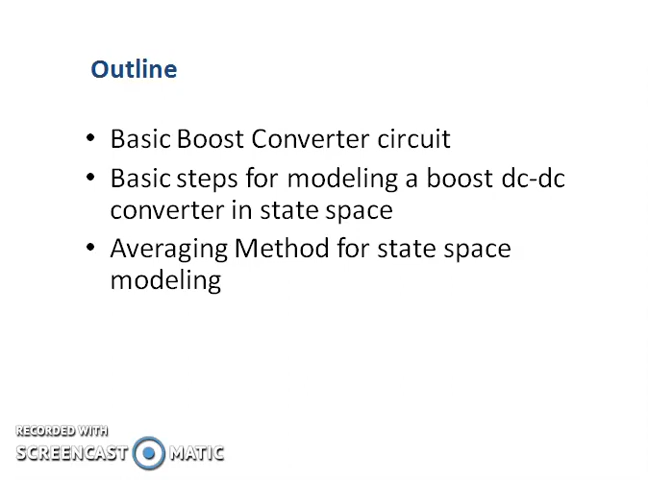 Outline
• Basic Boost Converter circuit
• Basic steps for modeling a boost dc-dc
converter in state space
• Averaging Method for state space
modeling
RECORDED WITH
SCREENCAST MATIC